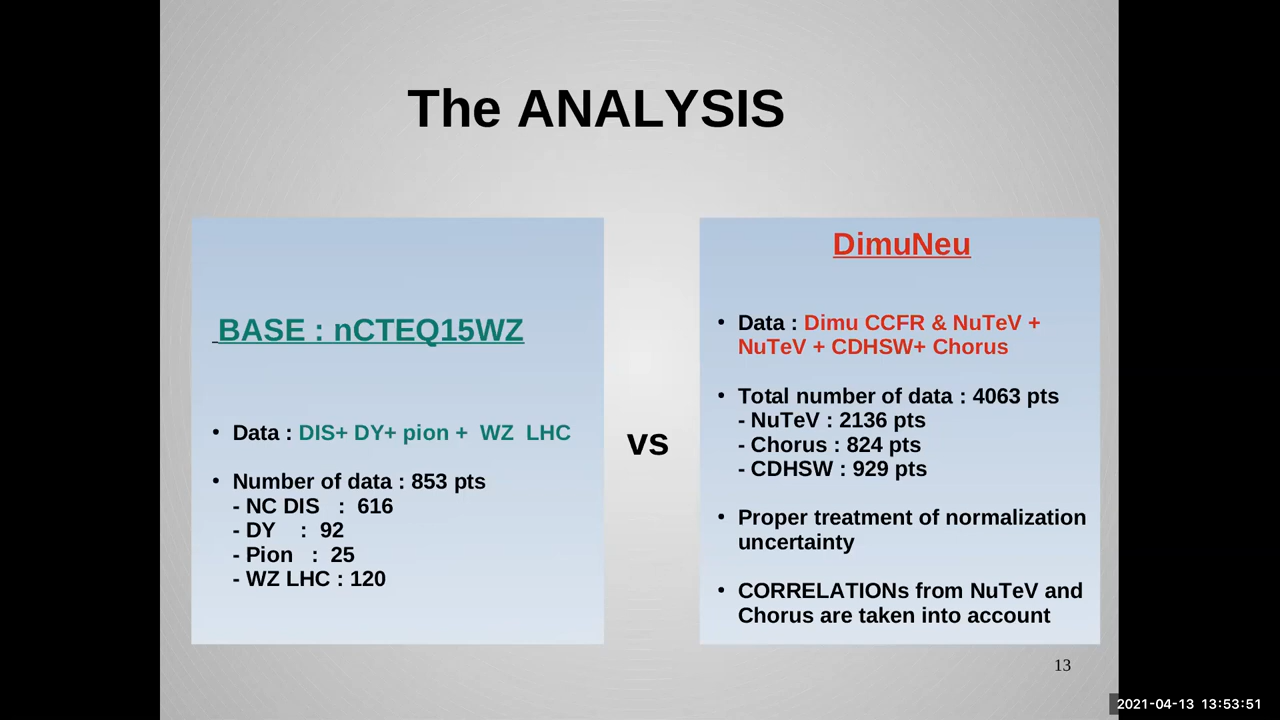 The ANALYSIS
BASE : nCTEQ15WZ
• Data : DIS+ DY+ pion + WZ LHC
• Number of data : 853 pts
- NC DIS : 616
- DY : 92
- Pion : 25
- WZ LHC : 120
vs
DimuNeu
• Data : Dimu CCFR & NuTeV +
NuTeV + CDHSW+ Chorus
• Total number of data : 4063 pts
- NuTeV : 2136 pts
- Chorus : 824 pts
- CDHSW : 929 pts
• Proper treatment of normalization
uncertainty
• CORRELATIONs from NuTeV and
Chorus are taken into account
13
2021-04-13 13:53:51